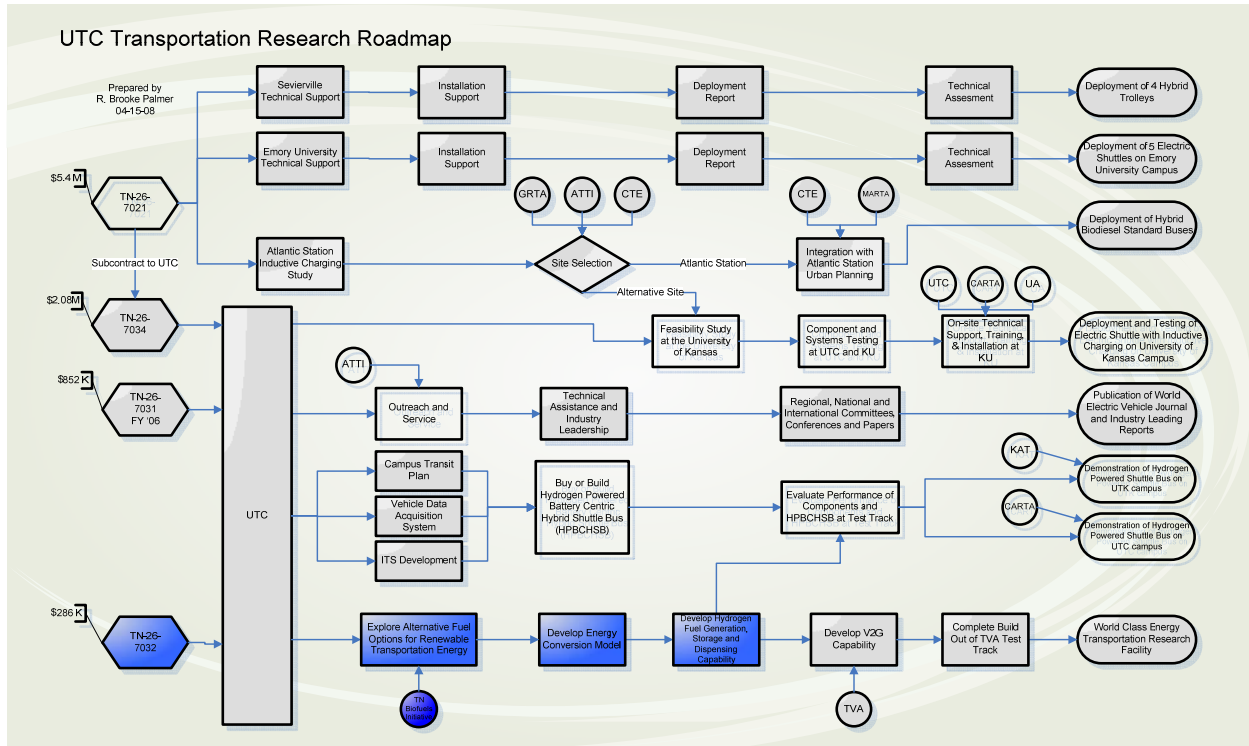 UTC Transportation Research Roadmap
Prepared by
R. Brooke Palmer
04-15-08
Sevierville
Technical Support
Installation
Support
Deployment
Report
Technical
Assesment
Deployment of 4 Hybrid
Trolleys
Emory University
Technical Support
Installation
Support
Deployment
Report
Technical
Assesment
Deployment of 5 Electric
Shuttles on Emory
University Campus
$5.4 M
TN-26-
7021
GRTA
ATTI
CTE
CTE
MARTA
Deployment of Hybrid
Biodiesel Standard Buses
Subcontract to UTC
Atlantic Station
Inductive Charging
Study
Site Selection
Atlantic Station
Integration with
Atlantic Station
Urban Planning
Alternative Site
UTC
CARTA
UA
$2.08M
TN-26-
7034
Feasibility Study
at the University
of Kansas
Component and
Systems Testing
at UTC and KU
On-site Technical
Support, Training,
& Installation at
KU
Deployment and Testing of
Electric Shuttle with Inductive
Charging on University of
Kansas Campus
ATTI
$852 K
TN-26-
7031
FY '06
Outreach and
Service
Technical
Assistance and
Industry
Leadership
Regional, National and
International Committees,
Conferences and Papers
Publication of World
Electric Vehicle Journal
and Industry Leading
Reports
UTC
Campus Transit
Plan
Vehicle Data
Acquisition
System
ITS Development
Buy or Build
Hydrogen Powered
Battery Centric
Hybrid Shuttle Bus
(HPBCHSB)
Evaluate Performance of
Components and
HPBCHSB at Test Track
KAT
Demonstration of Hydrogen
Powered Shuttle Bus on
UTK campus
CARTA
Demonstration of Hydrogen
Powered Shuttle Bus on
UTC campus
$286 K
TN-26-
7032
Explore Alternative Fuel
Options for Renewable
Transportation Energy
Develop Energy
Conversion Model
Develop Hydrogen
Fuel Generation,
Storage and
Dispensing
Capability
Develop V2G
Capability
Complete Build
Out of TVA Test
Track
World Class Energy
Transportation Research
Facility
TN
Biofuels
Initiative
TVA